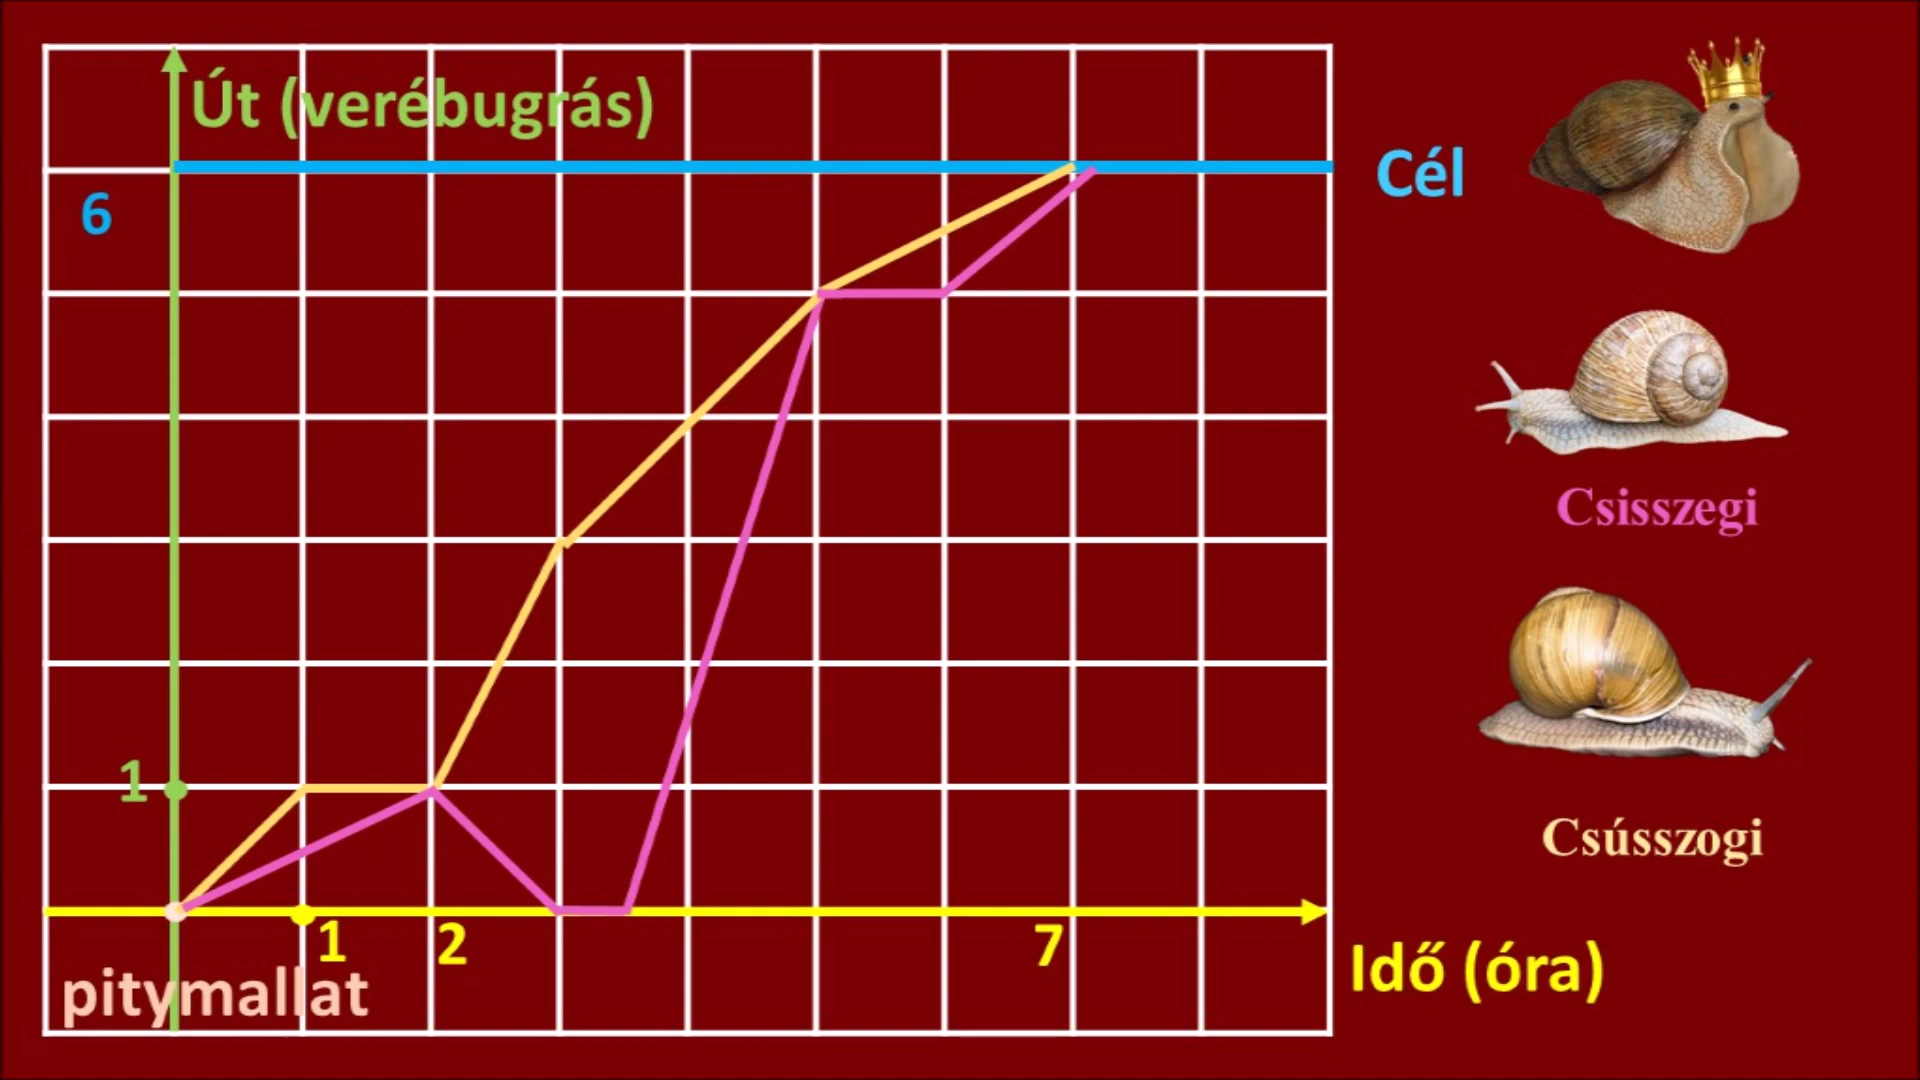 Út (verébugrás)
Cél
6
Csisszegi
1
Csússzogi
1
2
7
Idő (óra)
pitymallat